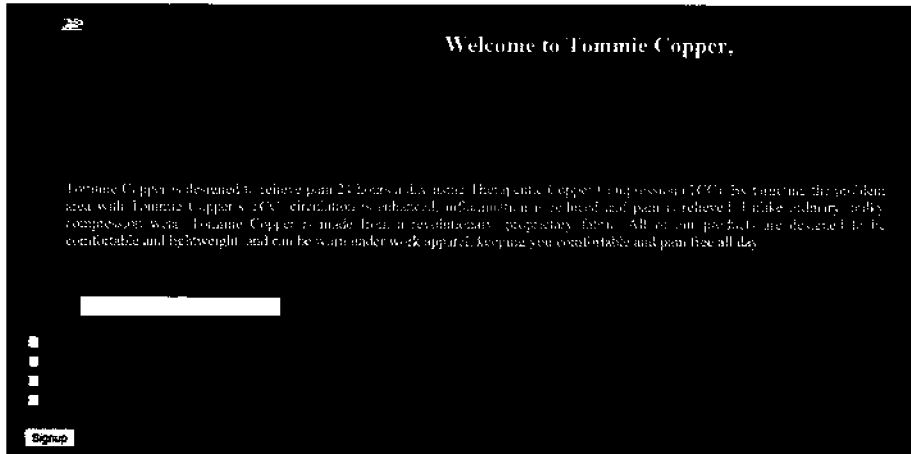 Welcome to Tommie Copper,
Tommie Copper is designed to relieve pain 24 hours a day using Therapeutic Copper Compression (TCC). By targeting the problem
area with Tommie Copper's TCC, circulation is enhanced, inflammation is reduced and pain is relieved. Unlike ordinary, bulky
compression wear, Tommie Copper is made from a revolutionary, proprietary fabric. All of our products are designed to be
comfortable and lightweight, and can be worn under work apparel, keeping you comfortable and pain free all day
Signup